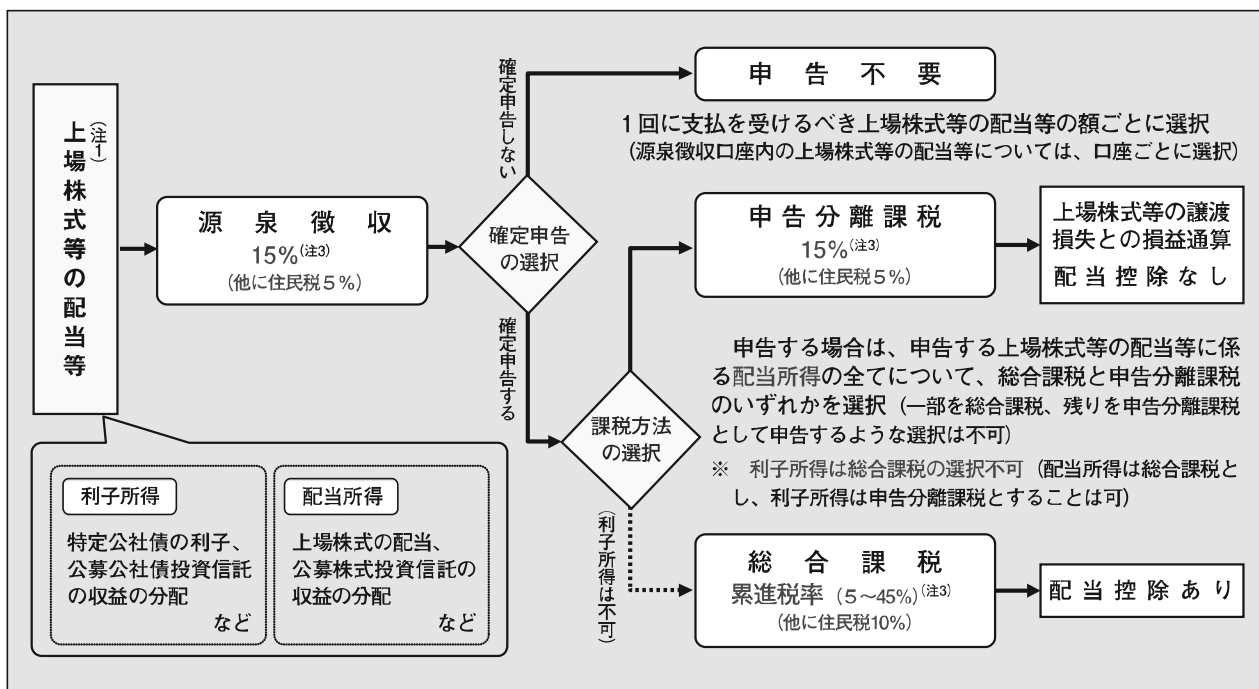 上場株式等の配当等
(注1)
源泉徴収
15%(注3)
(他に住民税5%)
確定申告
の選択
確定申告しない
申告不要
1回に支払を受けるべき上場株式等の配当等の額ごとに選択
(源泉徴収口座内の上場株式等の配当等については、口座ごとに選択)
確定申告する
課税方法
の選択
申告分離課税
15%(注3)
(他に住民税5%)
上場株式等の譲渡
損失との損益通算
配当控除なし
申告する場合は、申告する上場株式等の配当等に係
る配当所得の全てについて、総合課税と申告分離課税
のいずれかを選択(一部を総合課税、残りを申告分離課税
として申告するような選択は不可)
※ 利子所得は総合課税の選択不可(配当所得は総合課税と
し、利子所得は申告分離課税とすることは可)
(利子所得は不可)
総合課税
累進税率(5〜45%)(注3)
(他に住民税10%)
配当控除あり
利子所得
特定公社債の利子、
公募公社債投資信託
の収益の分配
など
配当所得
上場株式の配当、
公募株式投資信託の
収益の分配
など